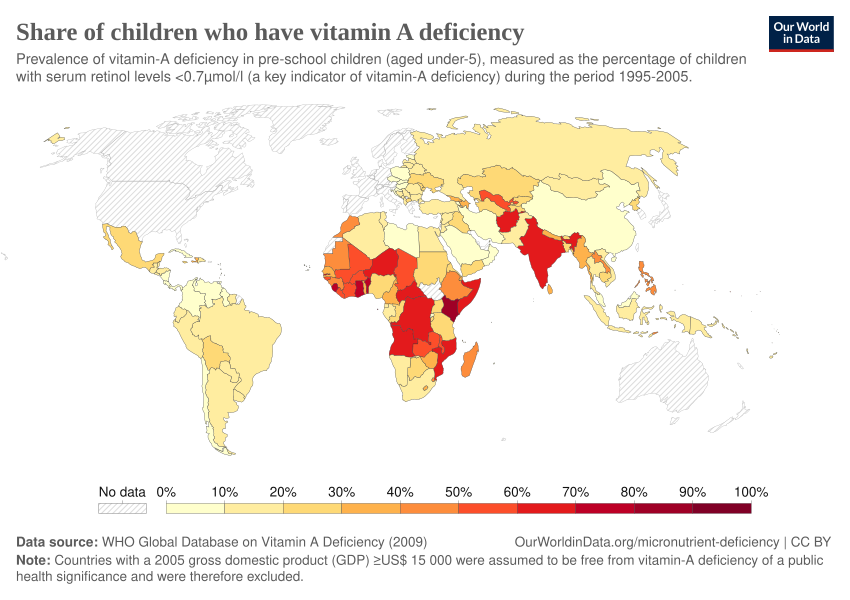 Share of children who have vitamin A deficiency
Our World
in Data
Prevalence of vitamin-A deficiency in pre-school children (aged under-5), measured as the percentage of children
with serum retinol levels <0.7µmol/l (a key indicator of vitamin-A deficiency) during the period 1995-2005.
No data 0% 10% 20% 30% 40% 50% 60% 70% 80% 90% 100%
Data source: WHO Global Database on Vitamin A Deficiency (2009)
OurWorldinData.org/micronutrient-deficiency | CC BY
Note: Countries with a 2005 gross domestic product (GDP) ≥US$ 15 000 were assumed to be free from vitamin-A deficiency of a public
health significance and were therefore excluded.